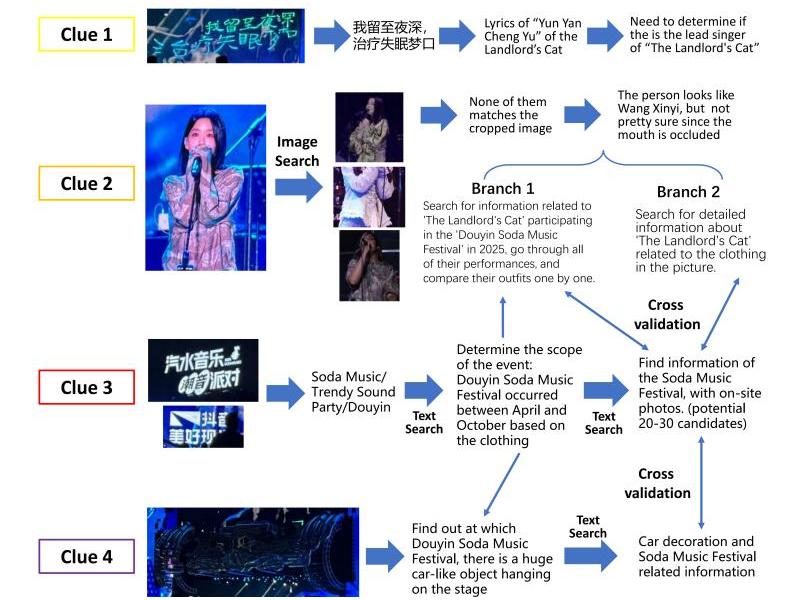 Clue 1
我留至夜深
治疗失眠梦
我留至夜深，
治疗失眠梦口
Lyrics of “Yun Yan
Cheng Yu” of the
Landlord’s Cat
Need to determine if
the is the lead singer
of “The Landlord's Cat”
Clue 2
Image
Search
None of them
matches the
cropped image
The person looks like
Wang Xinyi, but not
pretty sure since the
mouth is occluded
Branch 1
Search for information related to
'The Landlord's Cat' participating
in the 'Douyin Soda Music
Festival' in 2025, go through all
of their performances, and
compare their outfits one by one.
Branch 2
Search for detailed
information about
'The Landlord's Cat'
related to the clothing
in the picture.
Cross
validation
Clue 3
汽水音乐
潮音派对
抖音
美好现
Soda Music/
Trendy Sound
Party/Douyin
Text
Search
Determine the scope
of the event:
Douyin Soda Music
Festival occurred
between April and
October based on
the clothing
Text
Search
Find information of
the Soda Music
Festival, with on-site
photos. (potential
20-30 candidates)
Cross
validation
Clue 4
Find out at which
Douyin Soda Music
Festival, there is a huge
car-like object hanging
on the stage
Text
Search
Car decoration and
Soda Music Festival
related information